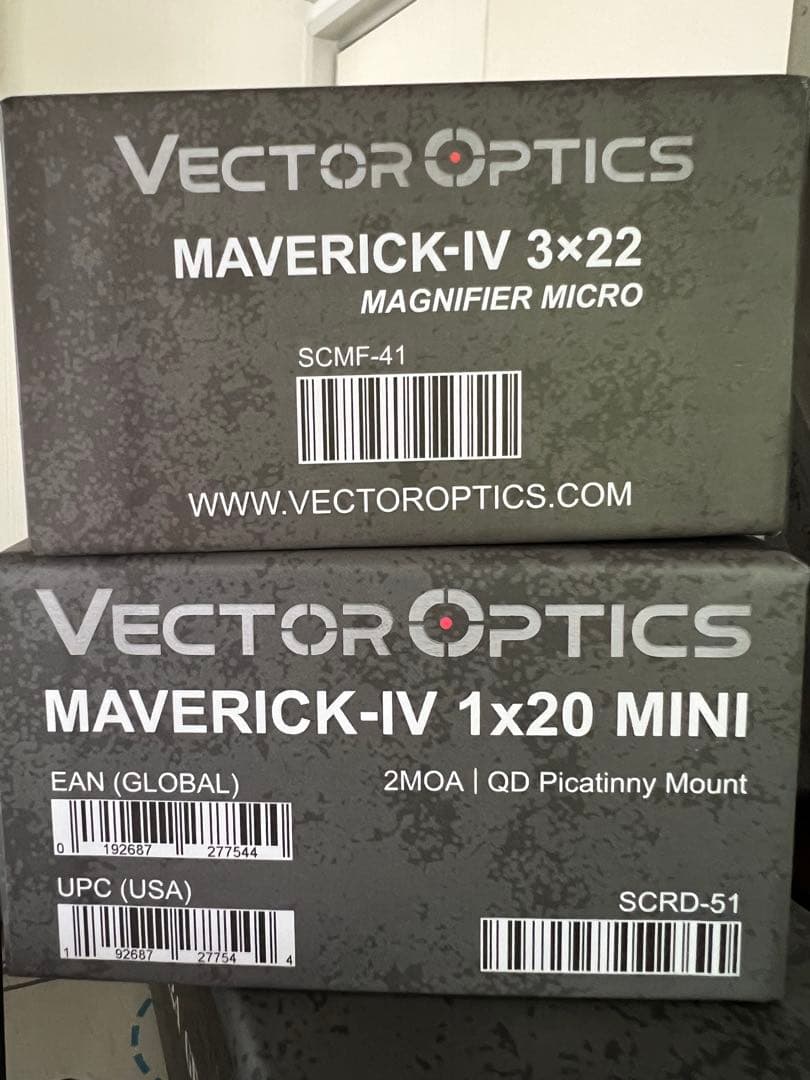 VECTOR OPTICS
MAVERICK-IV 3×22
MAGNIFIER MICRO
SCMF-41
WWW.VECTOROPTICS.COM
VECTOR OPTICS
MAVERICK-IV 1x20 MINI
EAN (GLOBAL)
2MOA | QD Picatinny Mount
0 192687 277544
UPC (USA)
SCRD-51
1 92687 27754 4